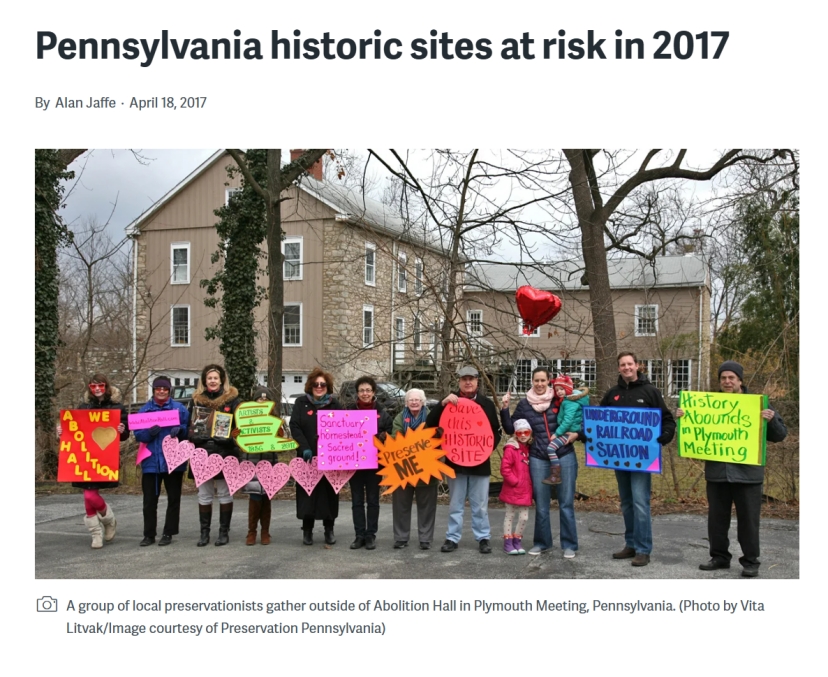 Pennsylvania historic sites at risk in 2017
By Alan Jaffe · April 18, 2017
A WE
ABOLITION
HALL
ARTISTS
&
ACTIVISTS
Sanctuary
homestead.
Sacred
ground!
PRESERVE
ME
Save
this
HISTORIC
SITE
UNDERGROUND
RAILROAD
STATION
History
Abounds
in Plymouth
Meeting
A group of local preservationists gather outside of Abolition Hall in Plymouth Meeting, Pennsylvania. (Photo by Vita
Litvak/Image courtesy of Preservation Pennsylvania)